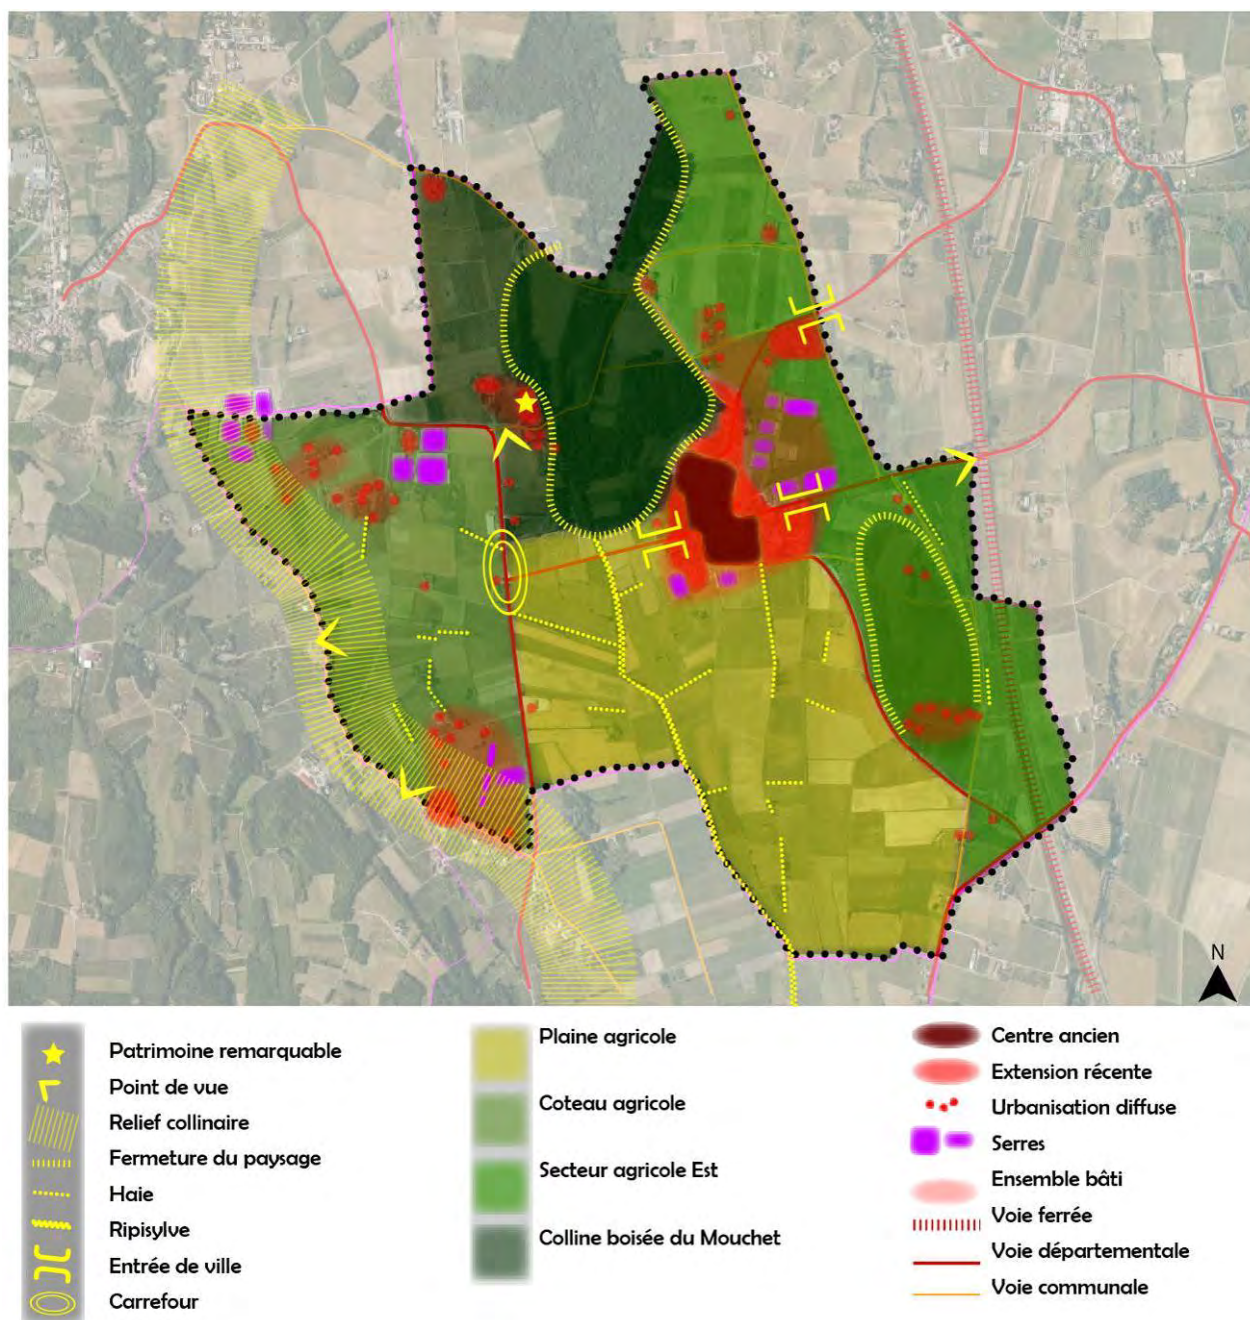 N
Patrimoine remarquable
Point de vue
Relief collinaire
Fermeture du paysage
Haie
Ripisylve
Entrée de ville
Carrefour
Plaine agricole
Coteau agricole
Secteur agricole Est
Colline boisée du Mouchet
Centre ancien
Extension récente
Urbanisation diffuse
Serres
Ensemble bâti
Voie ferrée
Voie départementale
Voie communale